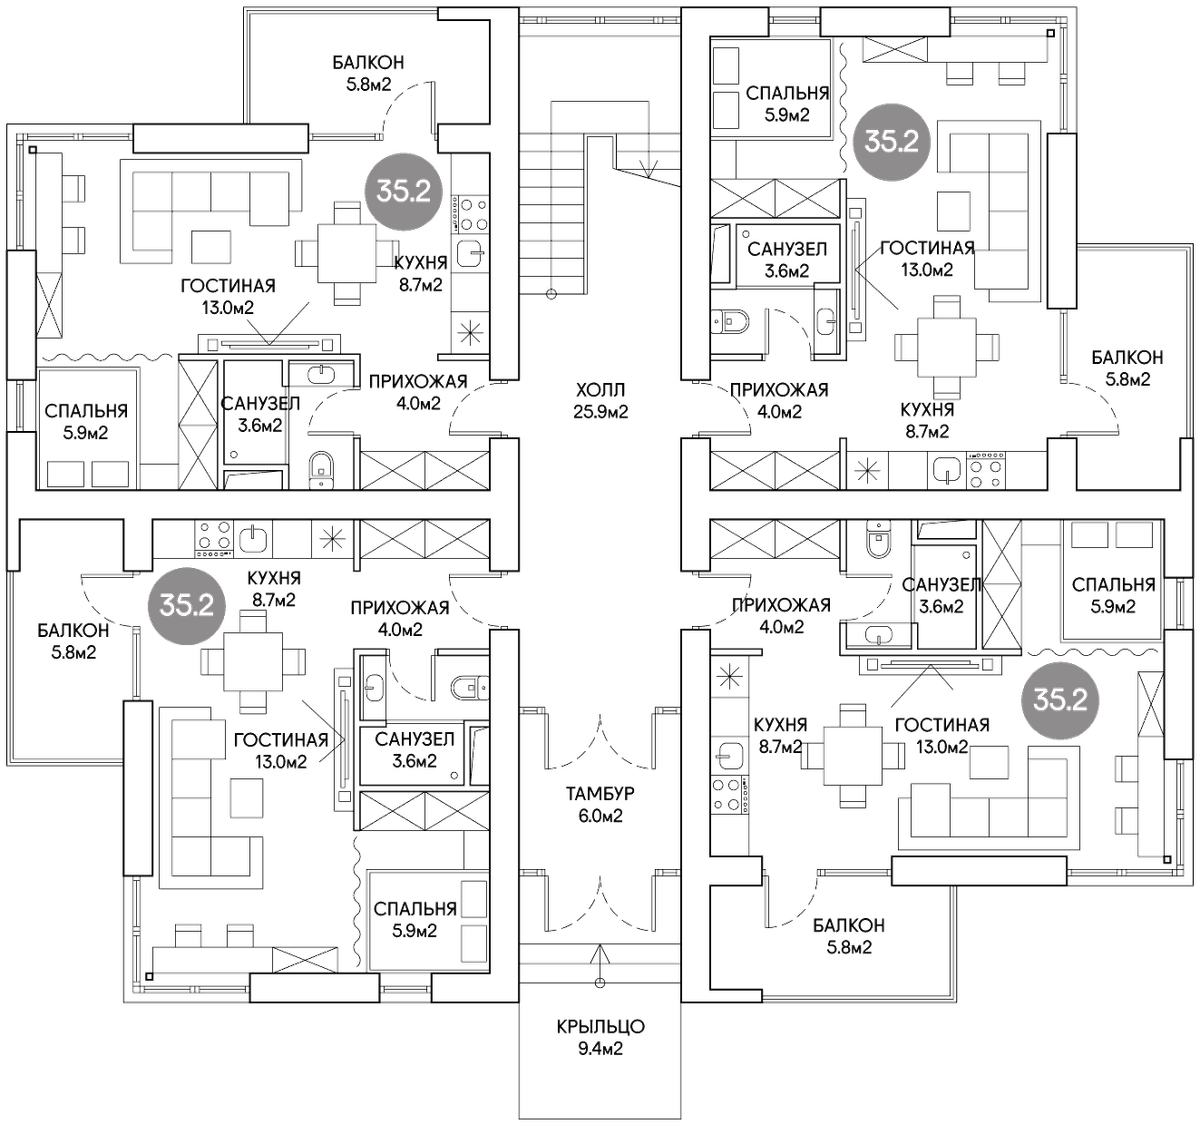 БАЛКОН
5.8м2
35.2
КУХНЯ
8.7м2
ГОСТИНАЯ
13.0м2
ПРИХОЖАЯ
4.0м2
САНУЗЕЛ
3.6м2
СПАЛЬНЯ
5.9м2
ХОЛЛ
25.9м2
СПАЛЬНЯ
5.9м2
35.2
САНУЗЕЛ
3.6м2
ГОСТИНАЯ
13.0м2
ПРИХОЖАЯ
4.0м2
КУХНЯ
8.7м2
БАЛКОН
5.8м2
35.2
КУХНЯ
8.7м2
ПРИХОЖАЯ
4.0м2
БАЛКОН
5.8м2
ГОСТИНАЯ
13.0м2
САНУЗЕЛ
3.6м2
СПАЛЬНЯ
5.9м2
ПРИХОЖАЯ
4.0м2
САНУЗЕЛ
3.6м2
СПАЛЬНЯ
5.9м2
35.2
КУХНЯ
8.7м2
ГОСТИНАЯ
13.0м2
БАЛКОН
5.8м2
ТАМБУР
6.0м2
КРЫЛЬЦО
9.4м2